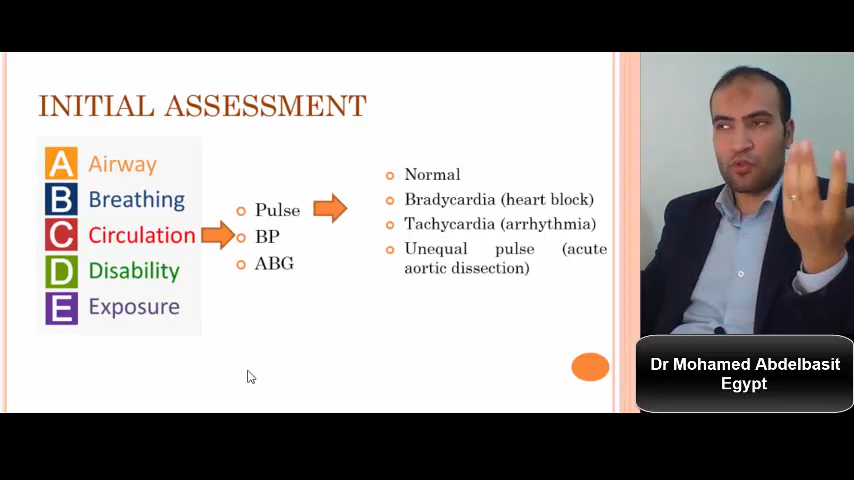 INITIAL ASSESSMENT
A Airway
B Breathing
C Circulation
D Disability
E Exposure
Pulse
BP
ABG
Normal
Bradycardia (heart block)
Tachycardia (arrhythmia)
Unequal pulse (acute
aortic dissection)
Dr Mohamed Abdelbasit
Egypt